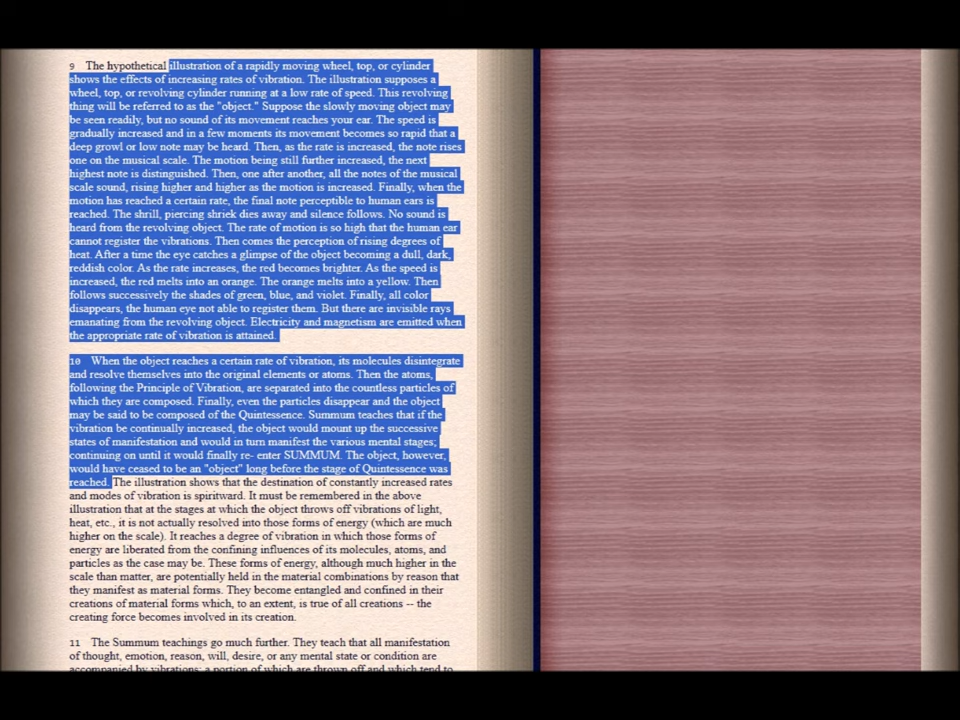 9 The hypothetical illustration of a rapidly moving wheel, top, or cylinder
shows the effects of increasing rates of vibration. The illustration supposes a
wheel, top, or revolving cylinder running at a low rate of speed. This revolving
thing will be referred to as the "object." Suppose the slowly moving object may
be seen readily, but no sound of its movement reaches your ear. The speed is
gradually increased and in a few moments its movement becomes so rapid that a
deep growl or low note may be heard. Then, as the rate is increased, the note rises
one on the musical scale. The motion being still further increased, the next
highest note is distinguished. Then, one after another, all the notes of the musical
scale sound, rising higher and higher as the motion is increased. Finally, when the
motion has reached a certain rate, the final note perceptible to human ears is
reached. The shrill, piercing shriek dies away and silence follows. No sound is
heard from the revolving object. The rate of motion is so high that the human ear
cannot register the vibrations. Then comes the perception of rising degrees of
heat. After a time the eye catches a glimpse of the object becoming a dull, dark,
reddish color. As the rate increases, the red becomes brighter. As the speed is
increased, the red melts into an orange. The orange melts into a yellow. Then
follows successively the shades of green, blue, and violet. Finally, all color
disappears, the human eye not able to register them. But there are invisible rays
emanating from the revolving object. Electricity and magnetism are emitted when
the appropriate rate of vibration is attained.
10 When the object reaches a certain rate of vibration, its molecules disintegrate
and resolve themselves into the original elements or atoms. Then the atoms,
following the Principle of Vibration, are separated into the countless particles of
which they are composed. Finally, even the particles disappear and the object
may be said to be composed of the Quintessence. Summum teaches that if the
vibration be continually increased, the object would mount up the successive
states of manifestation and would in turn manifest the various mental stages;
continuing on until it would finally re- enter SUMMUM. The object, however,
would have ceased to be an "object" long before the stage of Quintessence was
reached. The illustration shows that the destination of constantly increased rates
and modes of vibration is spiritward. It must be remembered in the above
illustration that at the stages at which the object throws off vibrations of light,
heat, etc., it is not actually resolved into those forms of energy (which are much
higher on the scale). It reaches a degree of vibration in which those forms of
energy are liberated from the confining influences of its molecules, atoms, and
particles as the case may be. These forms of energy, although much higher in the
scale than matter, are potentially held in the material combinations by reason that
they manifest as material forms. They become entangled and confined in their
creations of material forms which, to an extent, is true of all creations -- the
creating force becomes involved in its creation.
11 The Summum teachings go much further. They teach that all manifestation
of thought, emotion, reason, will, desire, or any mental state or condition are
accompanied by vibrations; a portion of which are thrown off and which tend to